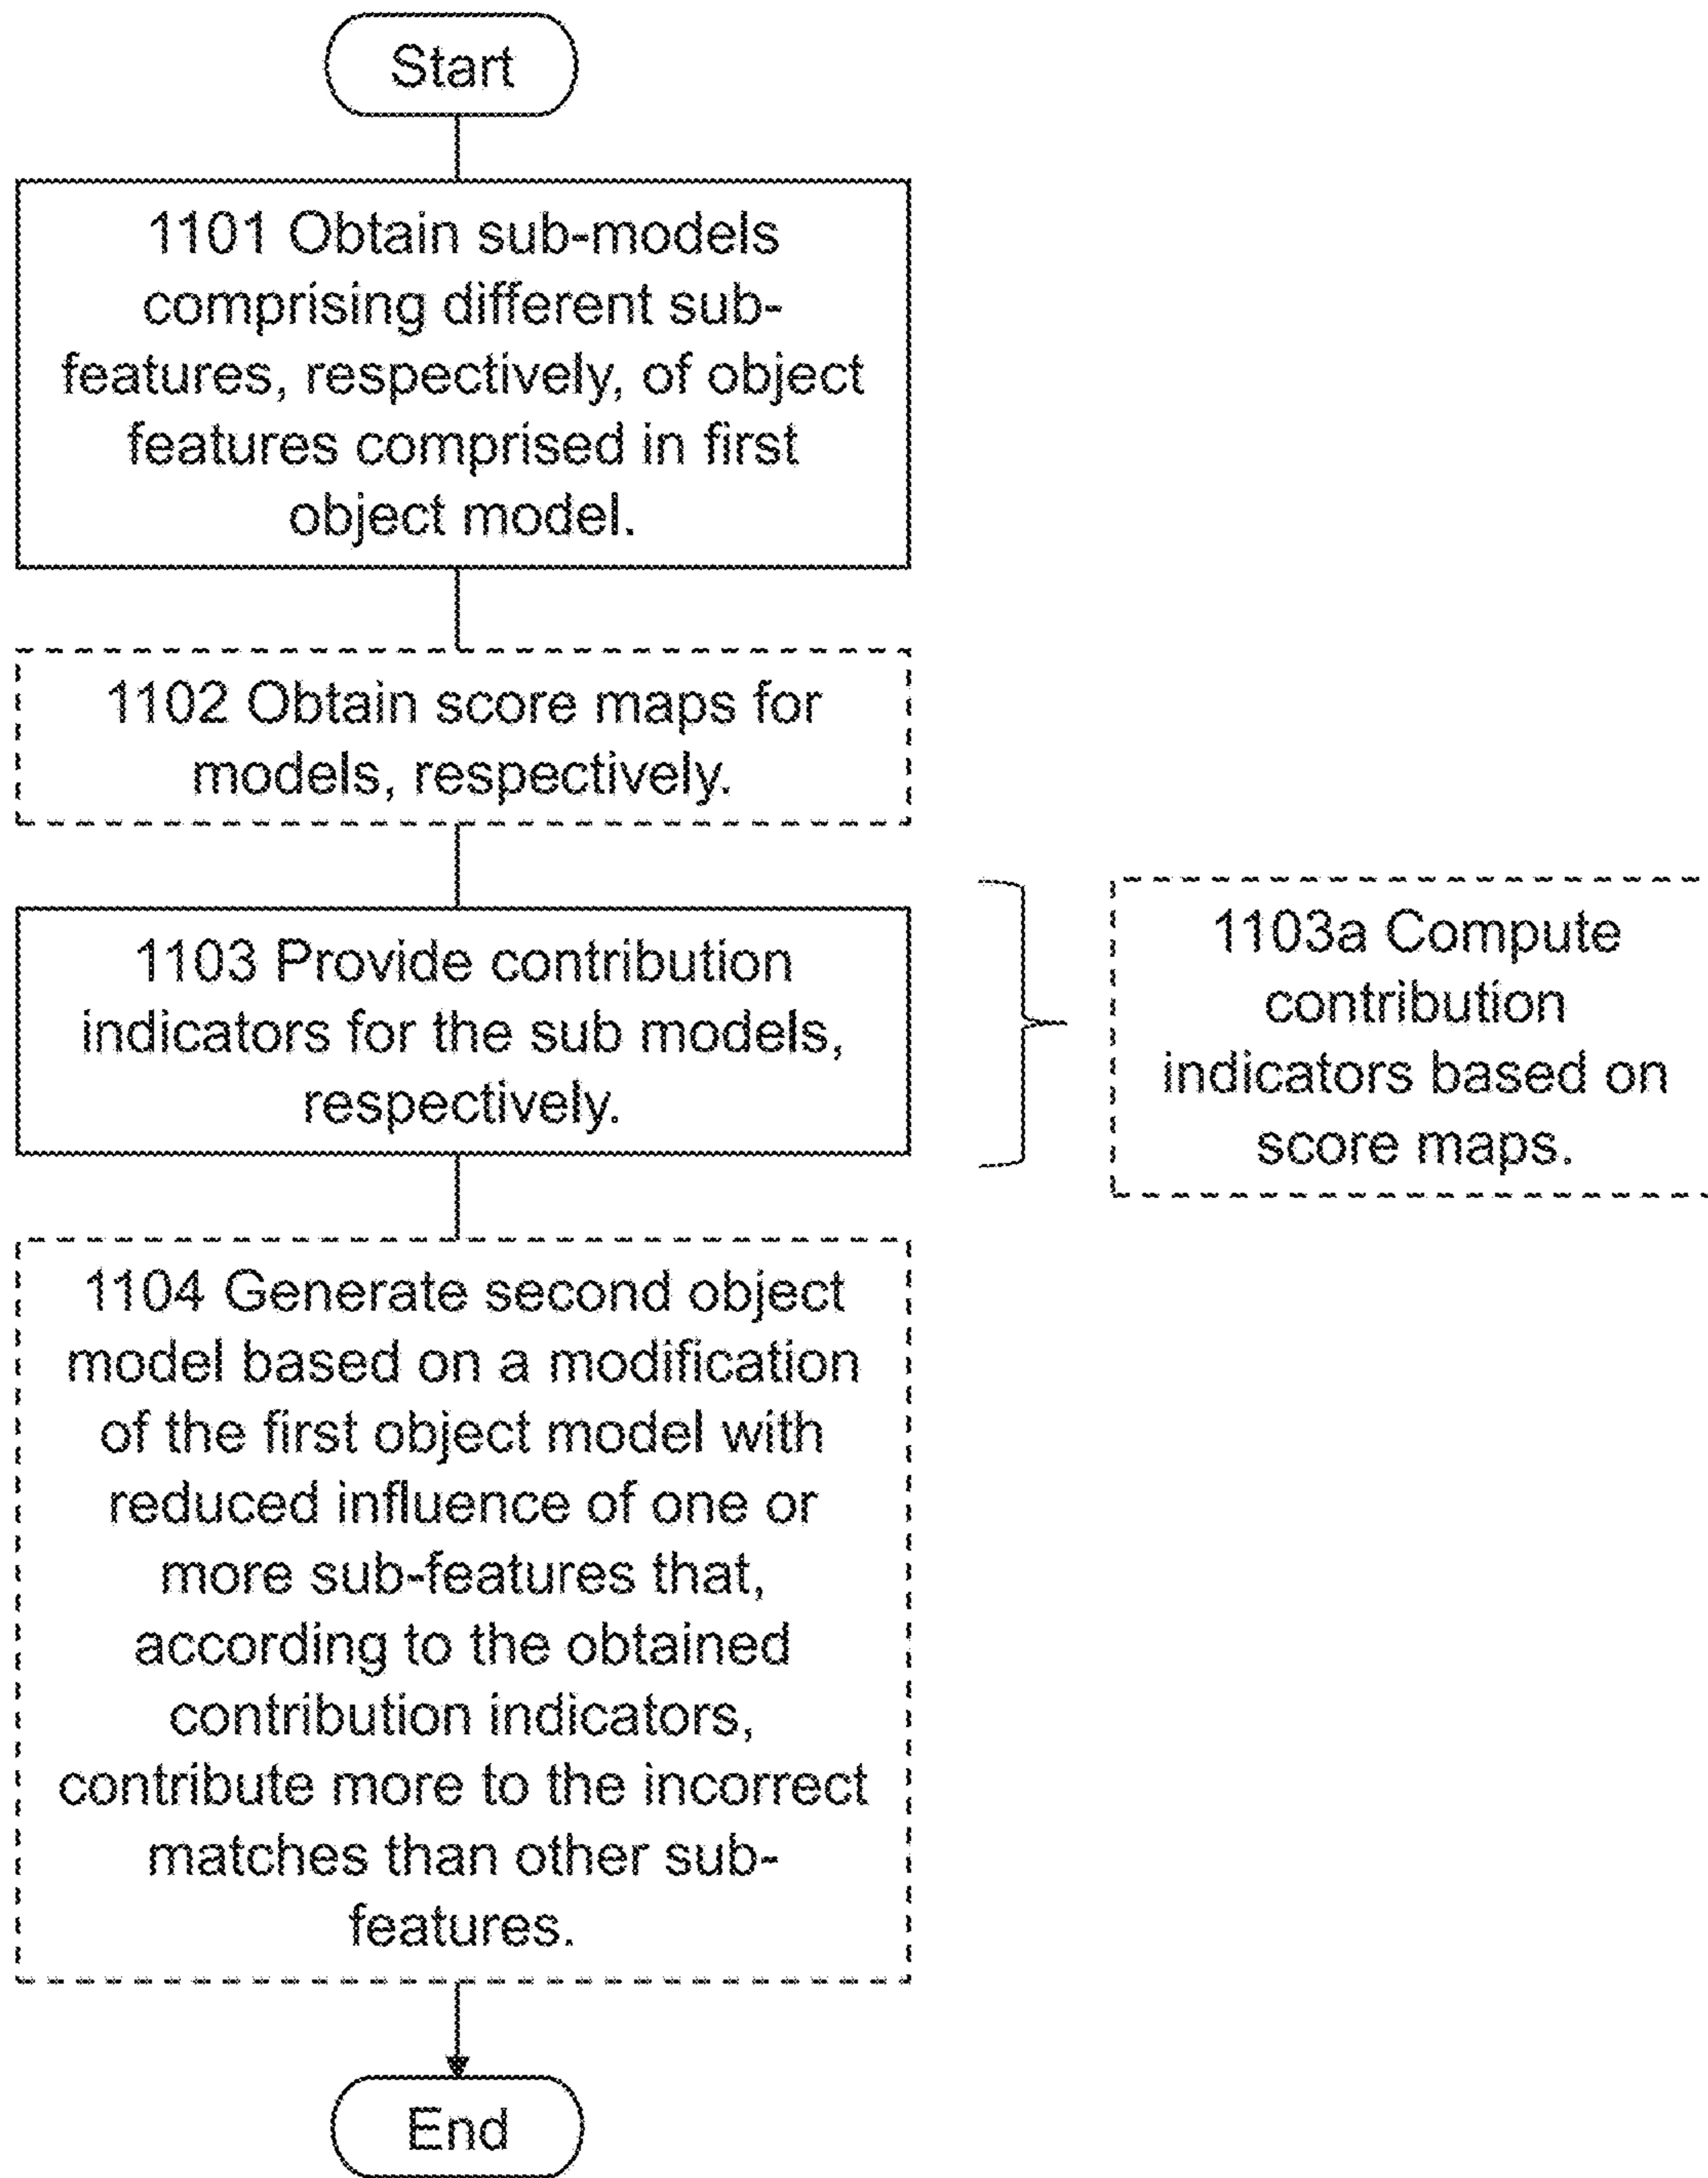 Start
1101 Obtain sub-models
comprising different sub-
features, respectively, of object
features comprised in first
object model.
1102 Obtain score maps for
models, respectively.
1103 Provide contribution
indicators for the sub models,
respectively.
1103a Compute
contribution
indicators based on
score maps.
1104 Generate second object
model based on a modification
of the first object model with
reduced influence of one or
more sub-features that,
according to the obtained
contribution indicators,
contribute more to the incorrect
matches than other sub-
features.
End